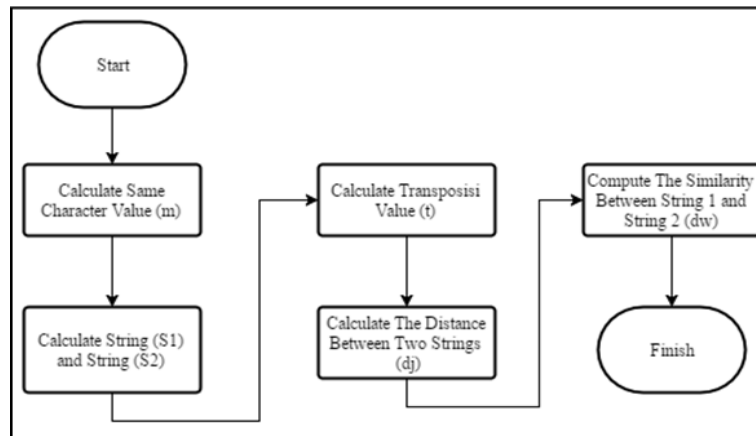 Start
Calculate Same
Character Value (m)
Calculate String (S1)
and String (S2)
Calculate Transposisi
Value (t)
Calculate The Distance
Between Two Strings
(dj)
Compute The Similarity
Between String 1 and
String 2 (dw)
Finish